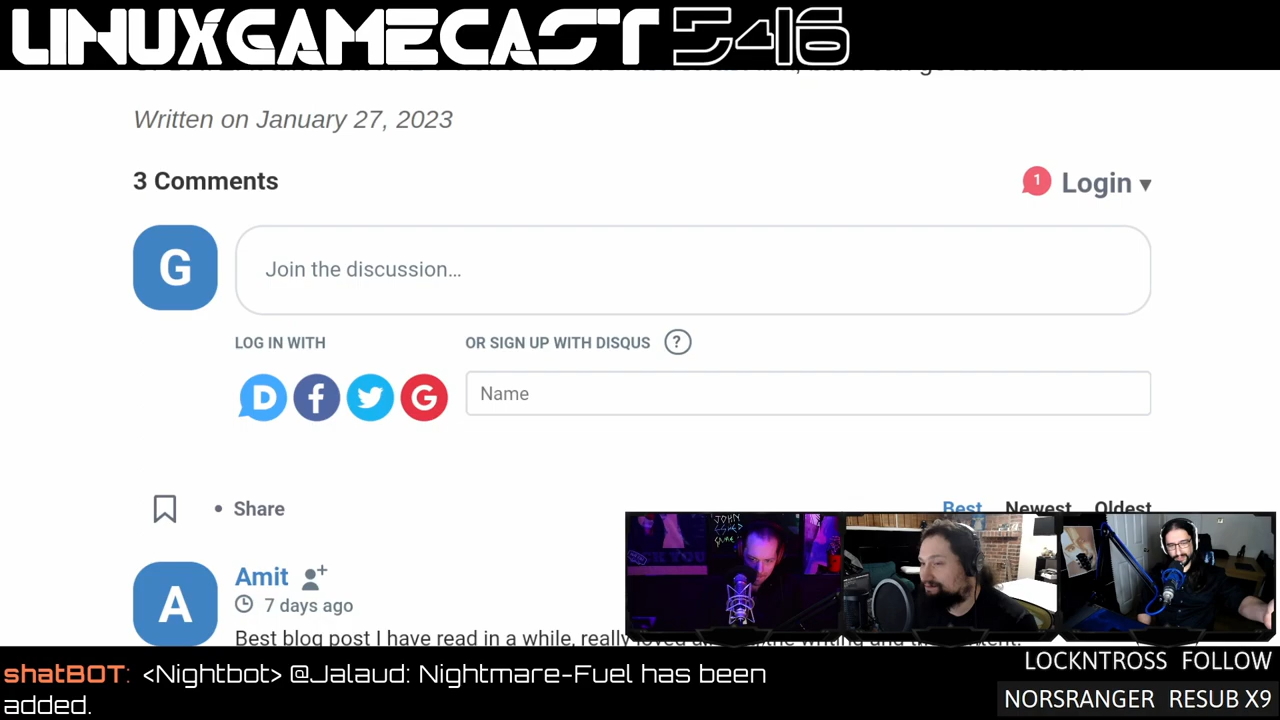 LINUXGAMECAST 546
Written on January 27, 2023
3 Comments
1 Login
G
Join the discussion...
LOG IN WITH
OR SIGN UP WITH DISQUS ?
D f G
Name
• Share
Best Newest Oldest
A
Amit
7 days ago
Best blog post I have read in a while, really loved
JOHN
shatBOT: <Nightbot> @Jalaud: Nightmare-Fuel has been
added.
LOCKNTROSS FOLLOW
NORSRANGER RESUB X9